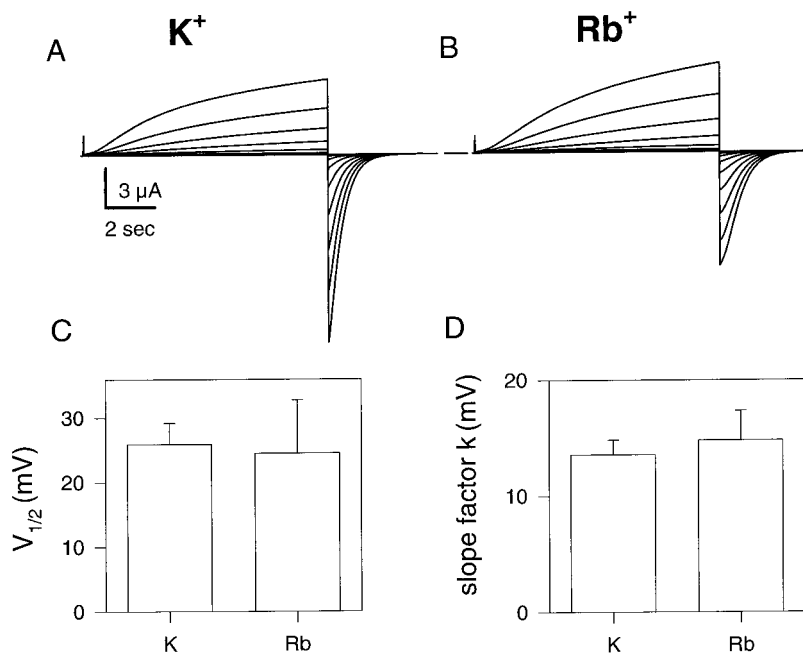 A
K⁺
B
Rb⁺
3 µA
2 sec
C
D
V₁/₂ (mV)
30
20
10
0
K
Rb
slope factor k (mV)
20
10
0
K
Rb